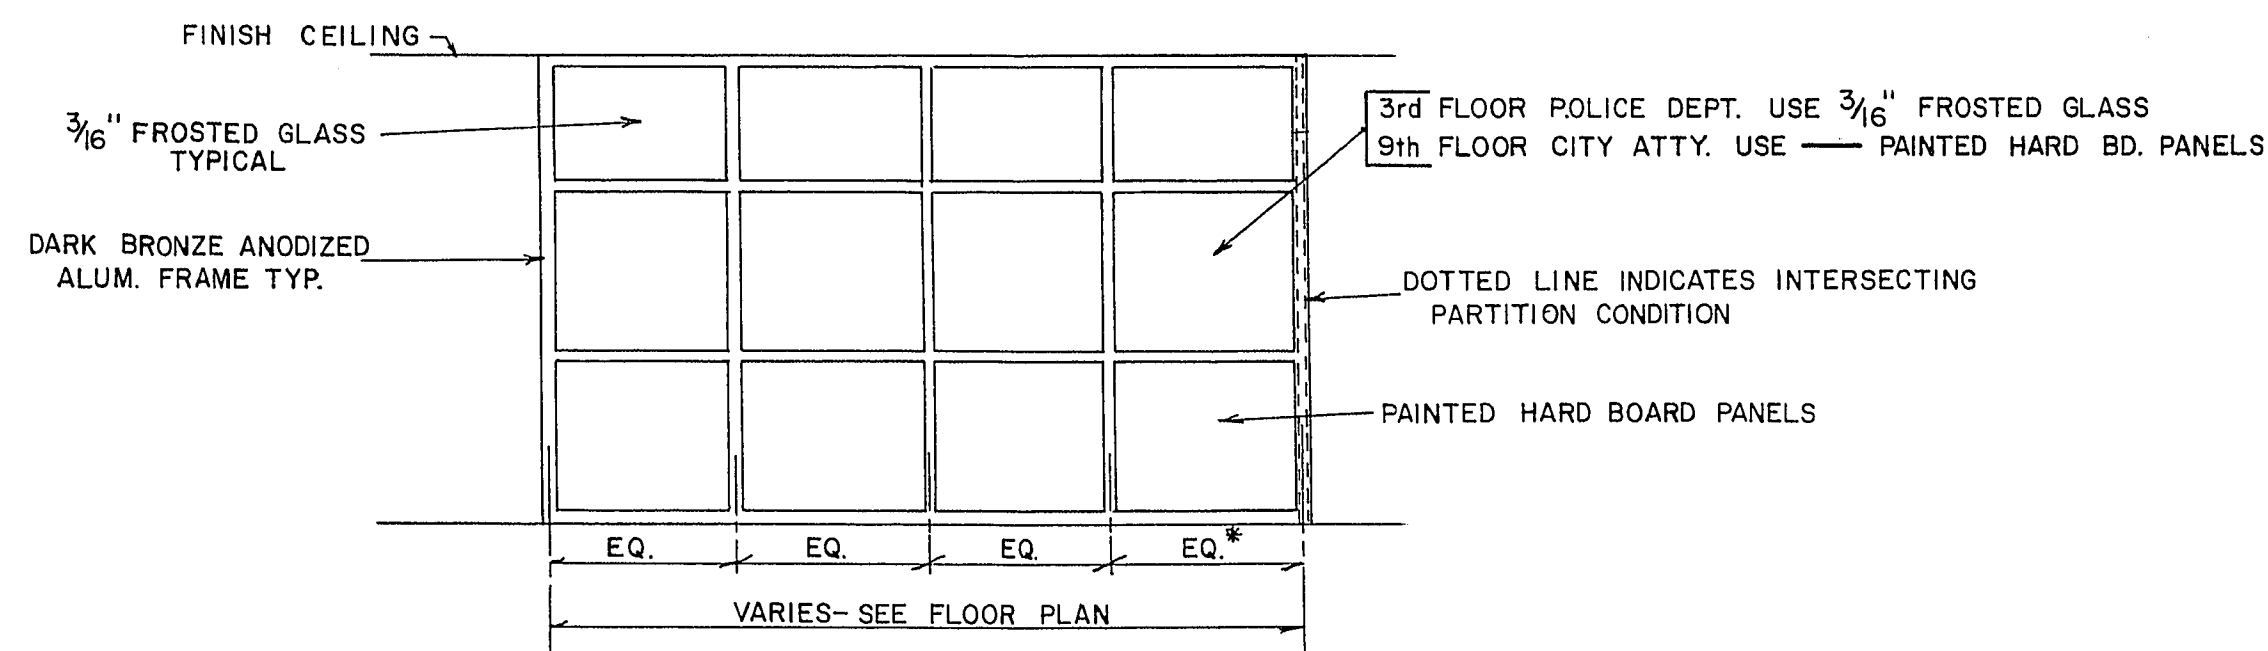 FINISH CEILING
3/16" FROSTED GLASS
TYPICAL
3rd FLOOR POLICE DEPT. USE 3/16" FROSTED GLASS
9th FLOOR CITY ATTY. USE — PAINTED HARD BD. PANELS
DARK BRONZE ANODIZED
ALUM. FRAME TYP.
DOTTED LINE INDICATES INTERSECTING
PARTITION CONDITION
PAINTED HARD BOARD PANELS
EQ. EQ. EQ. EQ.*
VARIES- SEE FLOOR PLAN